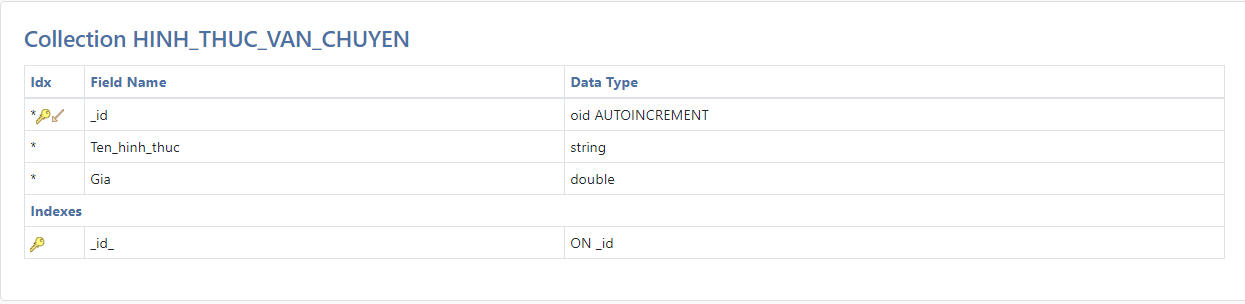 Collection HINH_THUC_VAN_CHUYEN
Idx Field Name Data Type
* _id oid AUTOINCREMENT
* Ten_hinh_thuc string
* Gia double
Indexes
_id_ ON _id